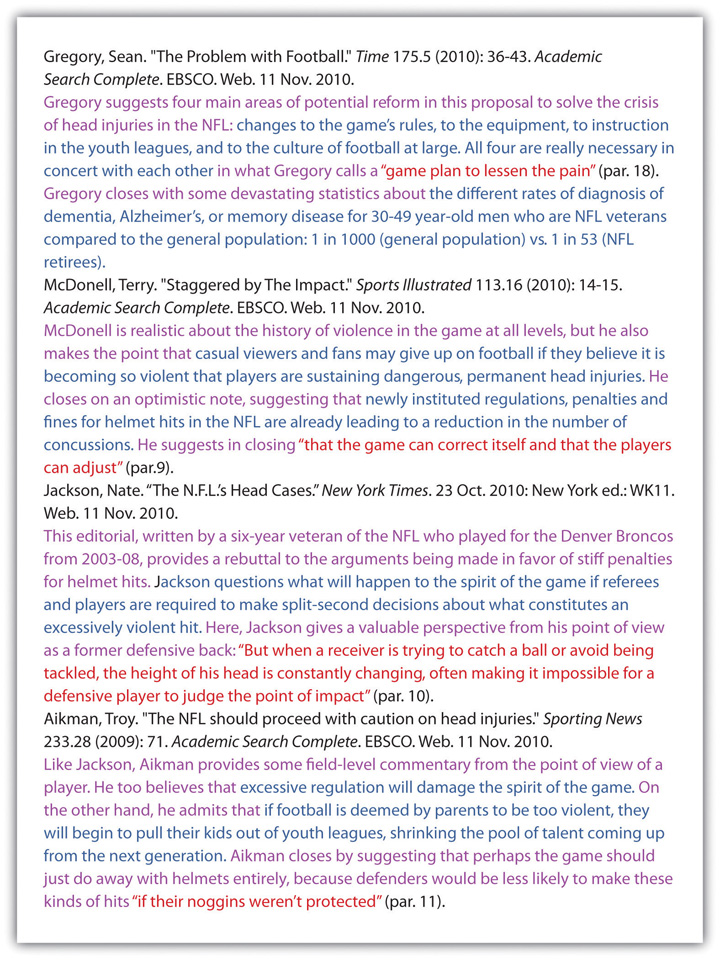 Gregory, Sean. "The Problem with Football." Time 175.5 (2010): 36-43. Academic
Search Complete. EBSCO. Web. 11 Nov. 2010.
Gregory suggests four main areas of potential reform in this proposal to solve the crisis
of head injuries in the NFL: changes to the game’s rules, to the equipment, to instruction
in the youth leagues, and to the culture of football at large. All four are really necessary in
concert with each other in what Gregory calls a “game plan to lessen the pain” (par. 18).
Gregory closes with some devastating statistics about the different rates of diagnosis of
dementia, Alzheimer’s, or memory disease for 30-49 year-old men who are NFL veterans
compared to the general population: 1 in 1000 (general population) vs. 1 in 53 (NFL
retirees).
McDonell, Terry. "Staggered by The Impact." Sports Illustrated 113.16 (2010): 14-15.
Academic Search Complete. EBSCO. Web. 11 Nov. 2010.
McDonell is realistic about the history of violence in the game at all levels, but he also
makes the point that casual viewers and fans may give up on football if they believe it is
becoming so violent that players are sustaining dangerous, permanent head injuries. He
closes on an optimistic note, suggesting that newly instituted regulations, penalties and
fines for helmet hits in the NFL are already leading to a reduction in the number of
concussions. He suggests in closing “that the game can correct itself and that the players
can adjust” (par.9).
Jackson, Nate. “The N.F.L.’s Head Cases.” New York Times. 23 Oct. 2010: New York ed.: WK11.
Web. 11 Nov. 2010.
This editorial, written by a six-year veteran of the NFL who played for the Denver Broncos
from 2003-08, provides a rebuttal to the arguments being made in favor of stiff penalties
for helmet hits. Jackson questions what will happen to the spirit of the game if referees
and players are required to make split-second decisions about what constitutes an
excessively violent hit. Here, Jackson gives a valuable perspective from his point of view
as a former defensive back: “But when a receiver is trying to catch a ball or avoid being
tackled, the height of his head is constantly changing, often making it impossible for a
defensive player to judge the point of impact” (par. 10).
Aikman, Troy. "The NFL should proceed with caution on head injuries." Sporting News
233.28 (2009): 71. Academic Search Complete. EBSCO. Web. 11 Nov. 2010.
Like Jackson, Aikman provides some field-level commentary from the point of view of a
player. He too believes that excessive regulation will damage the spirit of the game. On
the other hand, he admits that if football is deemed by parents to be too violent, they
will begin to pull their kids out of youth leagues, shrinking the pool of talent coming up
from the next generation. Aikman closes by suggesting that perhaps the game should
just do away with helmets entirely, because defenders would be less likely to make these
kinds of hits “if their noggins weren’t protected” (par. 11).